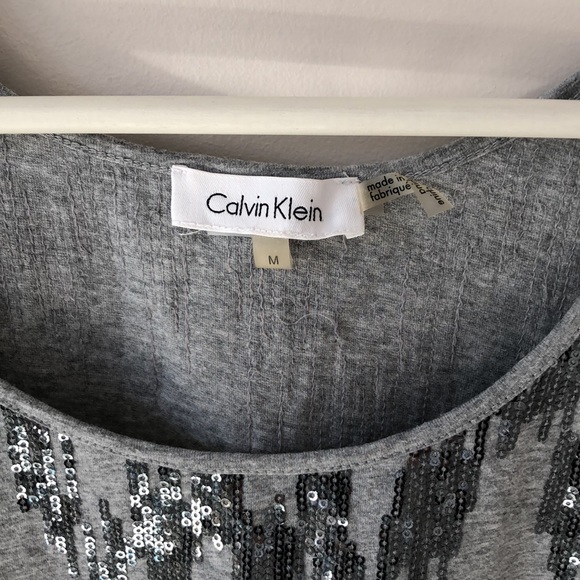 Calvin Klein
M
made in
fabriqué